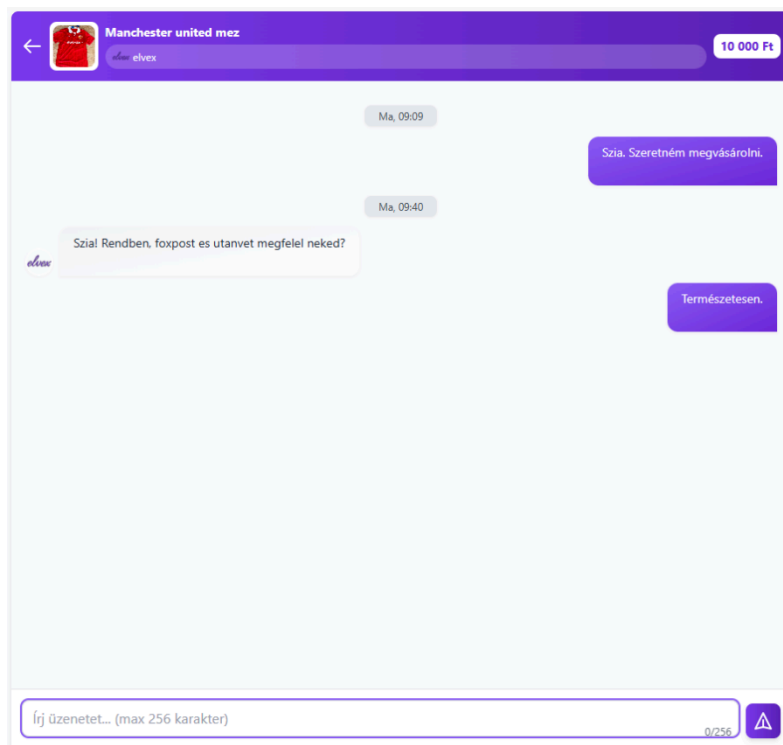 Manchester united mez
elvex elvex
10 000 Ft
Ma, 09:09
Szia. Szeretném megvásárolni.
Ma, 09:40
Szia! Rendben, foxpost es utanvet megfelel neked?
elvex
Természetesen.
Írj üzenetet... (max 256 karakter)
0/256